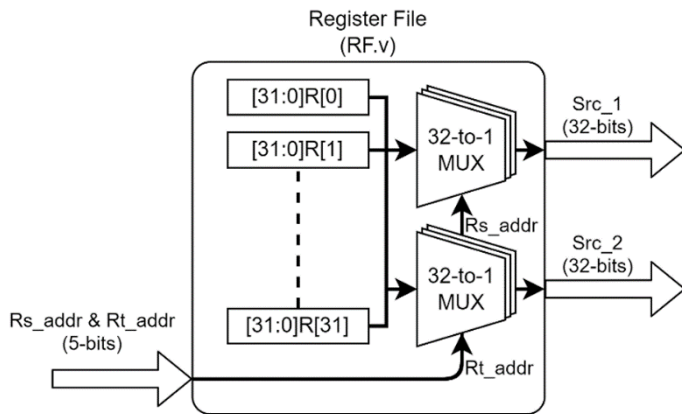 Register File
(RF.v)
[31:0]R[0]
[31:0]R[1]
[31:0]R[31]
32-to-1
MUX
Rs_addr
32-to-1
MUX
Rt_addr
Src_1
(32-bits)
Src_2
(32-bits)
Rs_addr & Rt_addr
(5-bits)